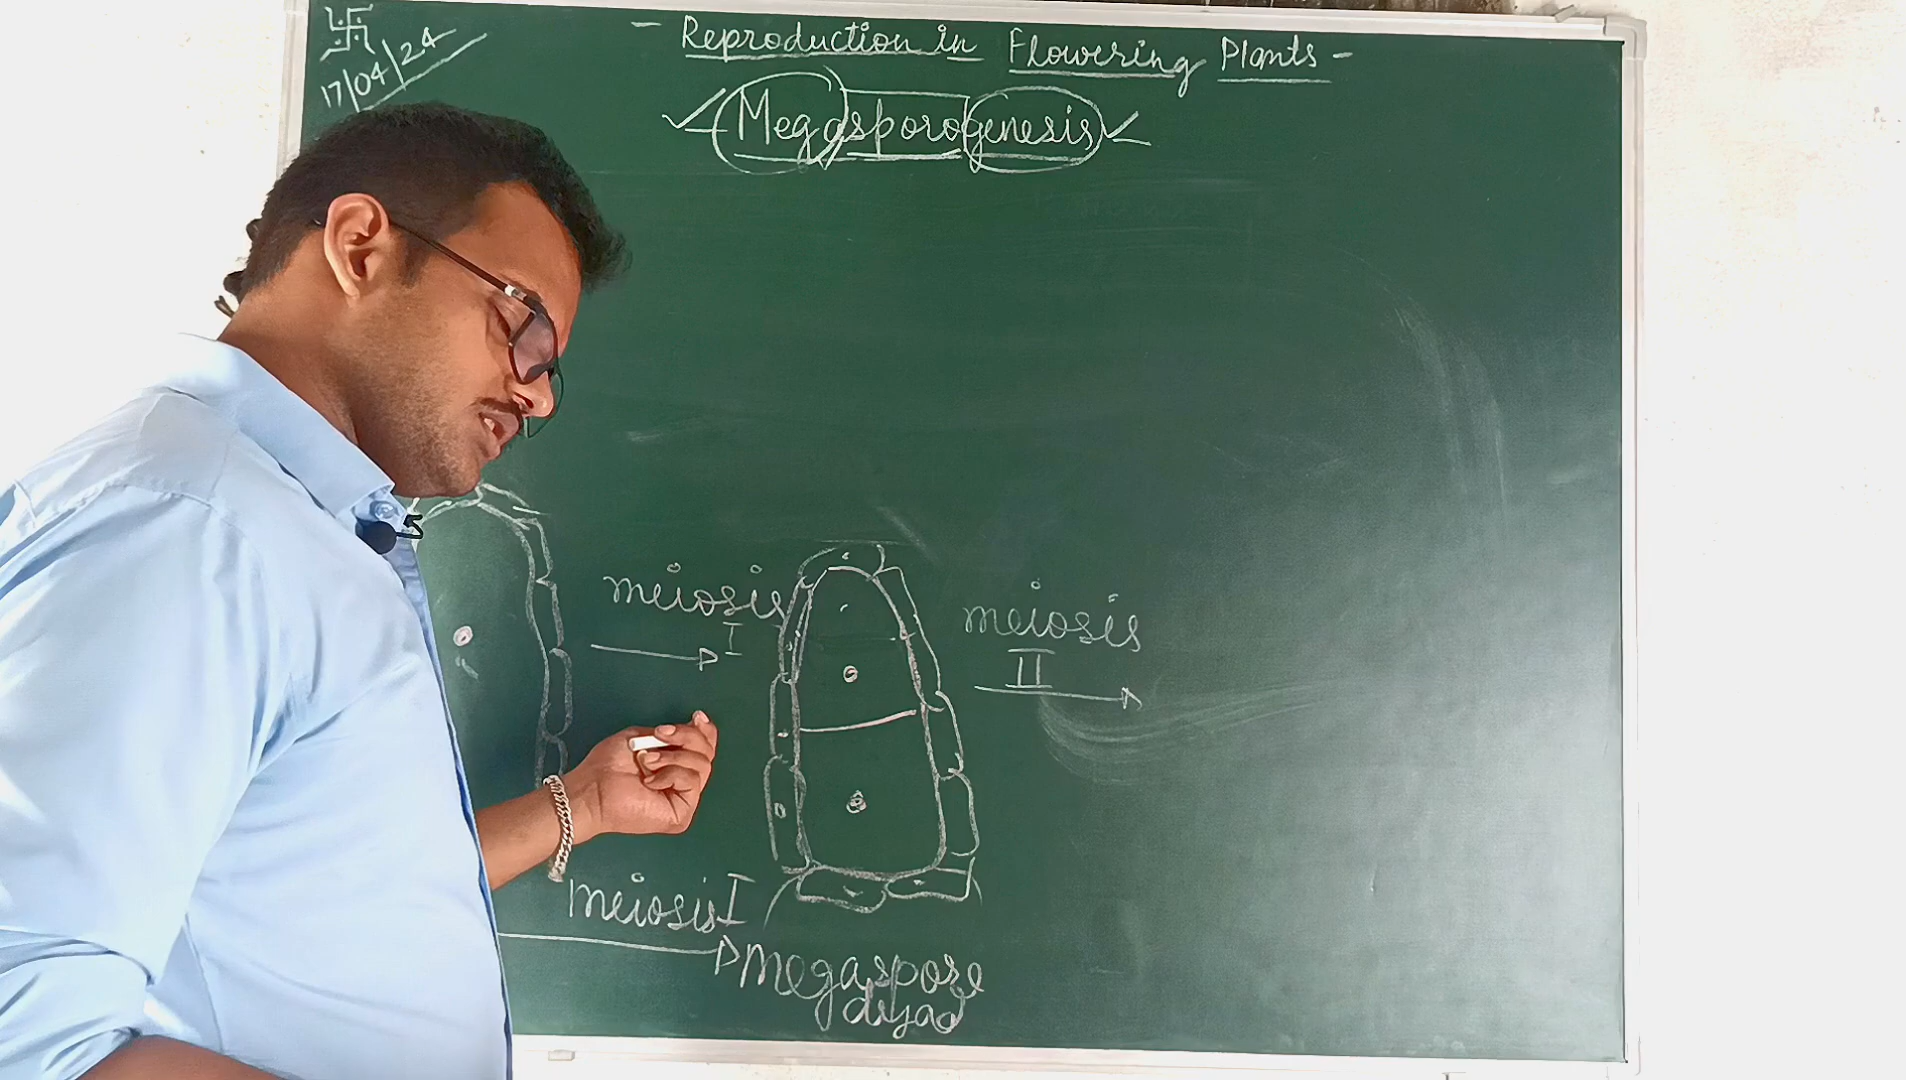 - Reproduction in Flowering Plants -
17/04/24
Megasporogenesis
meiosis
I
meiosis
II
meiosis I
Megaspore
dyad